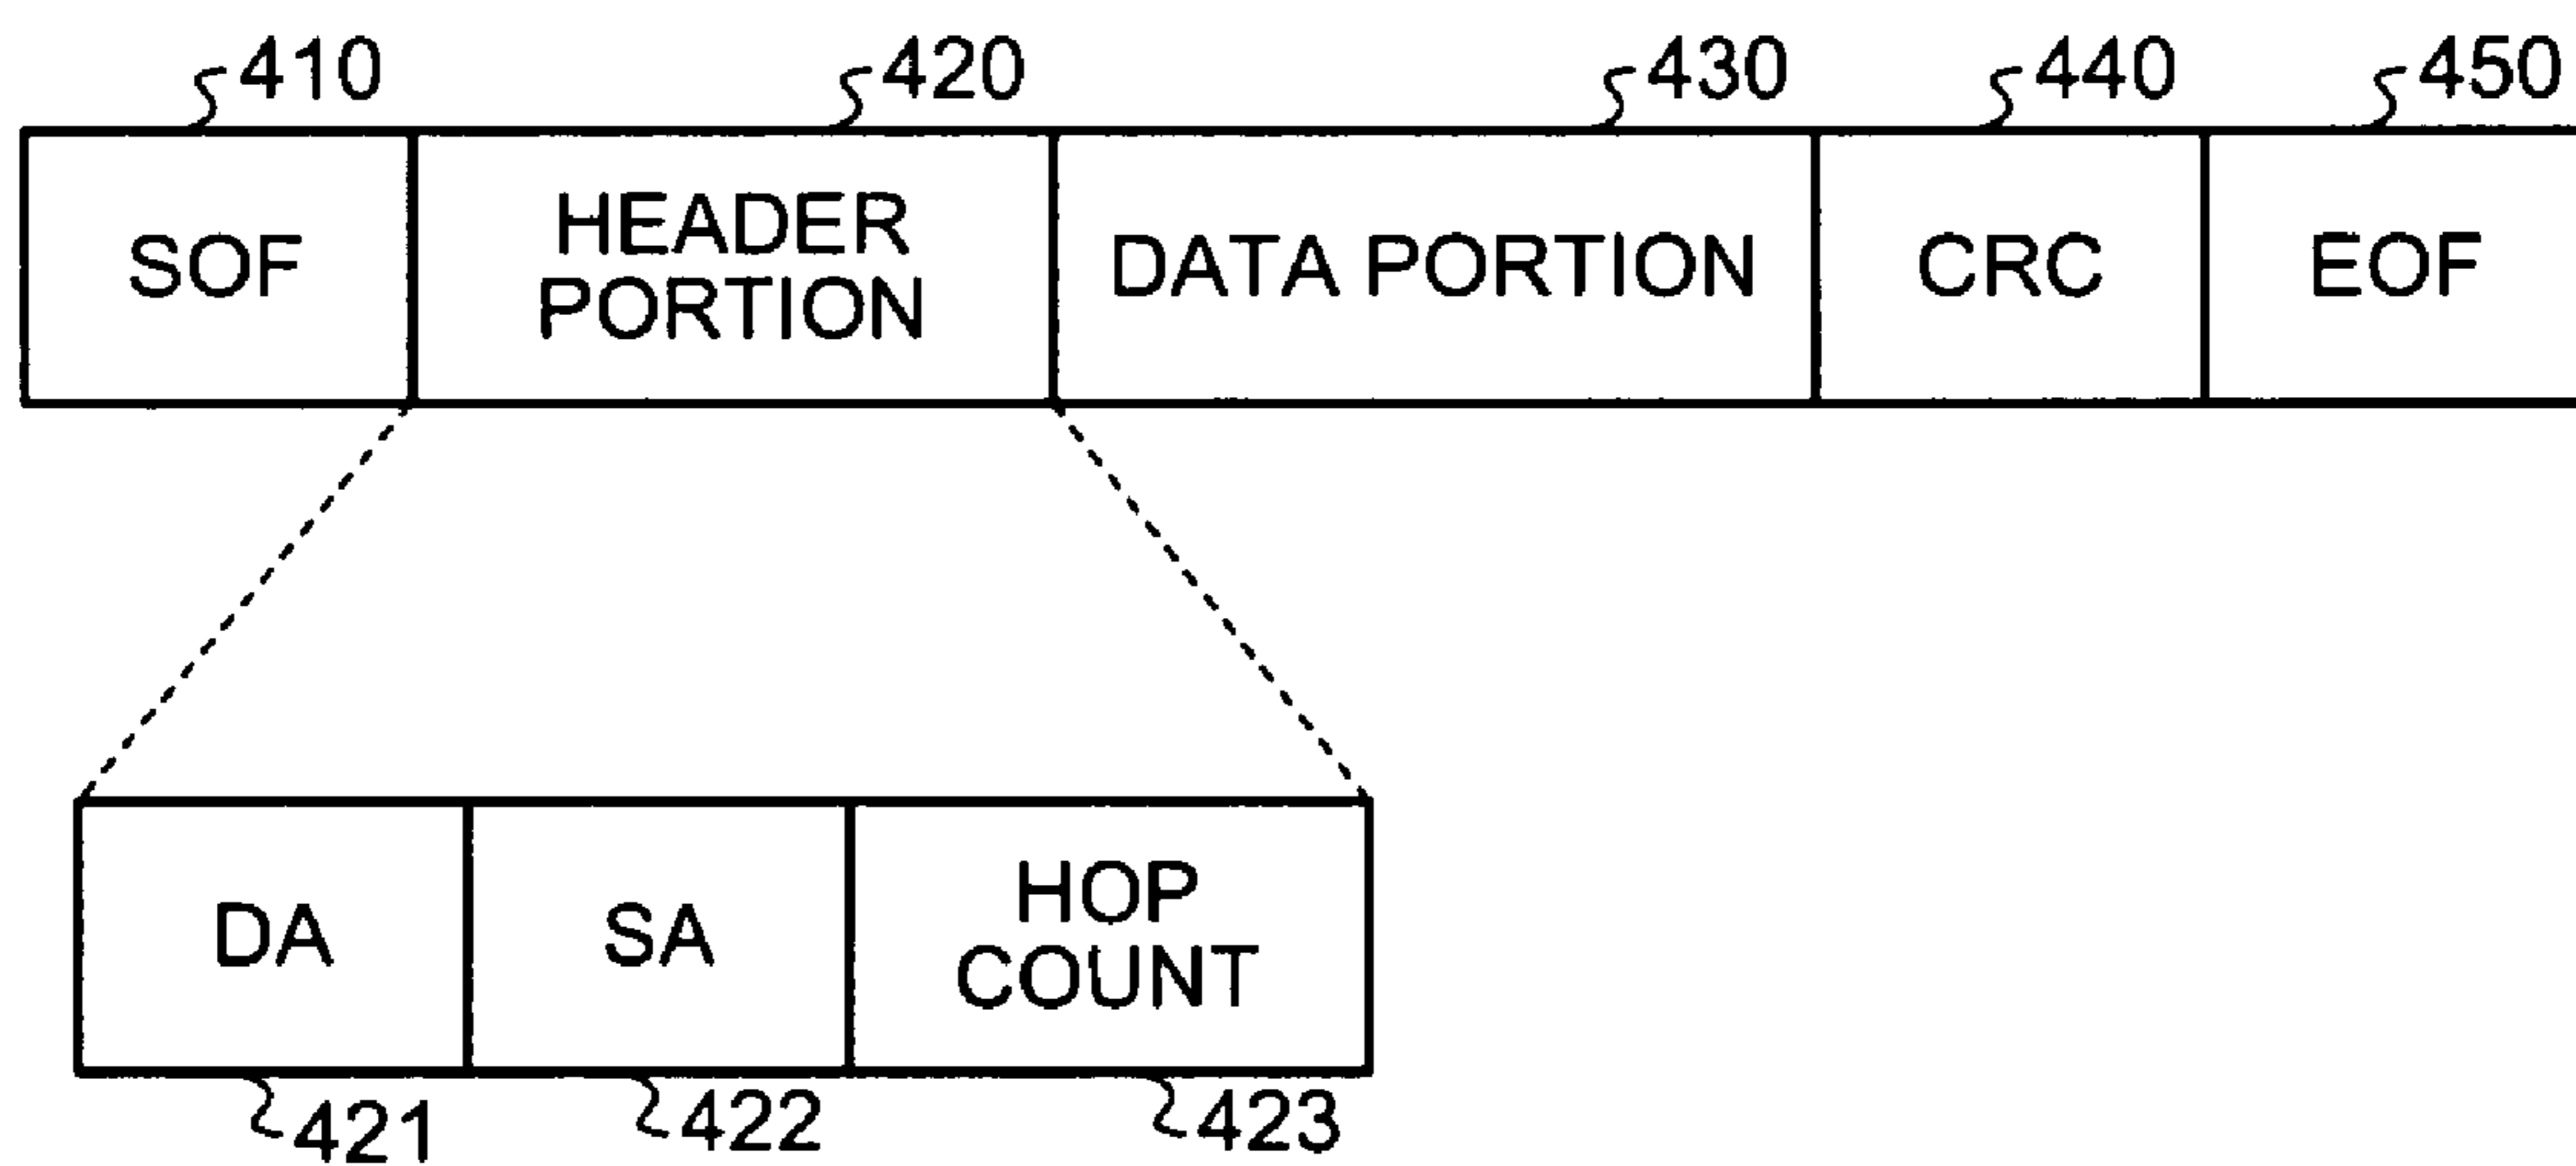 410 420 430 440 450
SOF HEADER PORTION DATA PORTION CRC EOF
DA SA HOP COUNT
421 422 423